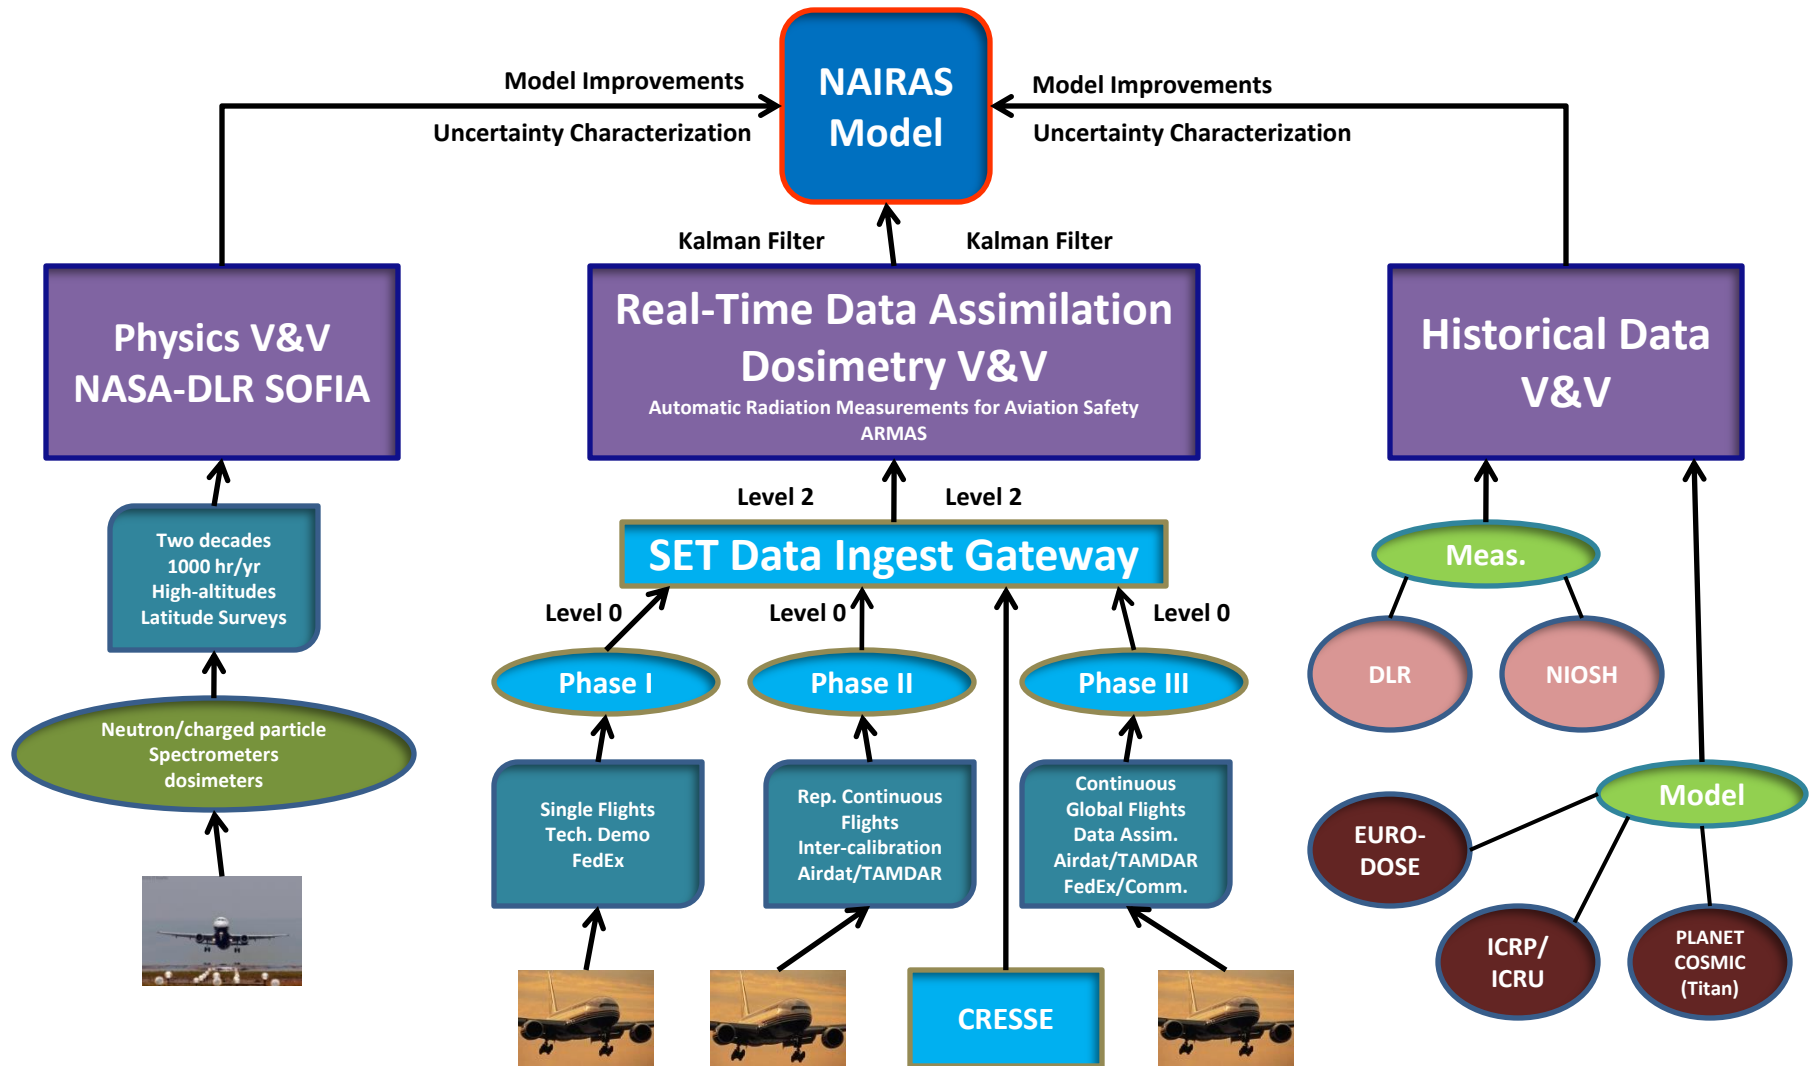 NAIRAS
Model
Model Improvements
Uncertainty Characterization
Model Improvements
Uncertainty Characterization
Kalman Filter
Kalman Filter
Physics V&V
NASA-DLR SOFIA
Real-Time Data Assimilation
Dosimetry V&V
Automatic Radiation Measurements for Aviation Safety
ARMAS
Historical Data
V&V
Level 2
Level 2
Two decades
1000 hr/yr
High-altitudes
Latitude Surveys
SET Data Ingest Gateway
Meas.
Level 0
Level 0
Level 0
Phase I
Phase II
Phase III
DLR
NIOSH
Neutron/charged particle
Spectrometers
dosimeters
Single Flights
Tech. Demo
FedEx
Rep. Continuous
Flights
Inter-calibration
Airdat/TAMDAR
Continuous
Global Flights
Data Assim.
Airdat/TAMDAR
FedEx/Comm.
Model
EURO-
DOSE
ICRP/
ICRU
PLANET
COSMIC
(Titan)
CRESSE